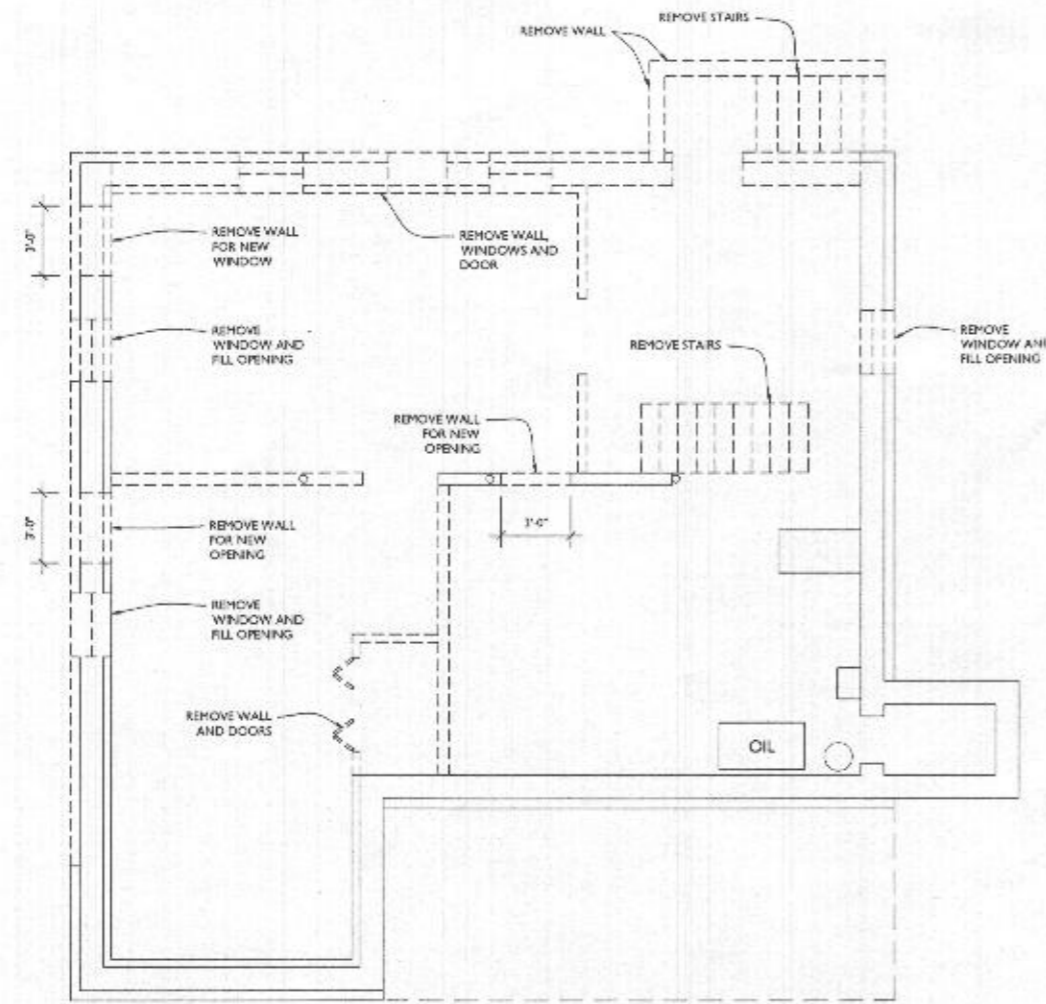 REMOVE STAIRS
REMOVE WALL
3'-0"
REMOVE WALL
FOR NEW
WINDOW
REMOVE WALL,
WINDOWS AND
DOOR
REMOVE
WINDOW AND
FILL OPENING
REMOVE STAIRS
REMOVE
WINDOW AND
FILL OPENING
REMOVE WALL
FOR NEW
OPENING
3'-0"
3'-0"
REMOVE WALL
FOR NEW
OPENING
REMOVE
WINDOW AND
FILL OPENING
REMOVE WALL
AND DOORS
OIL